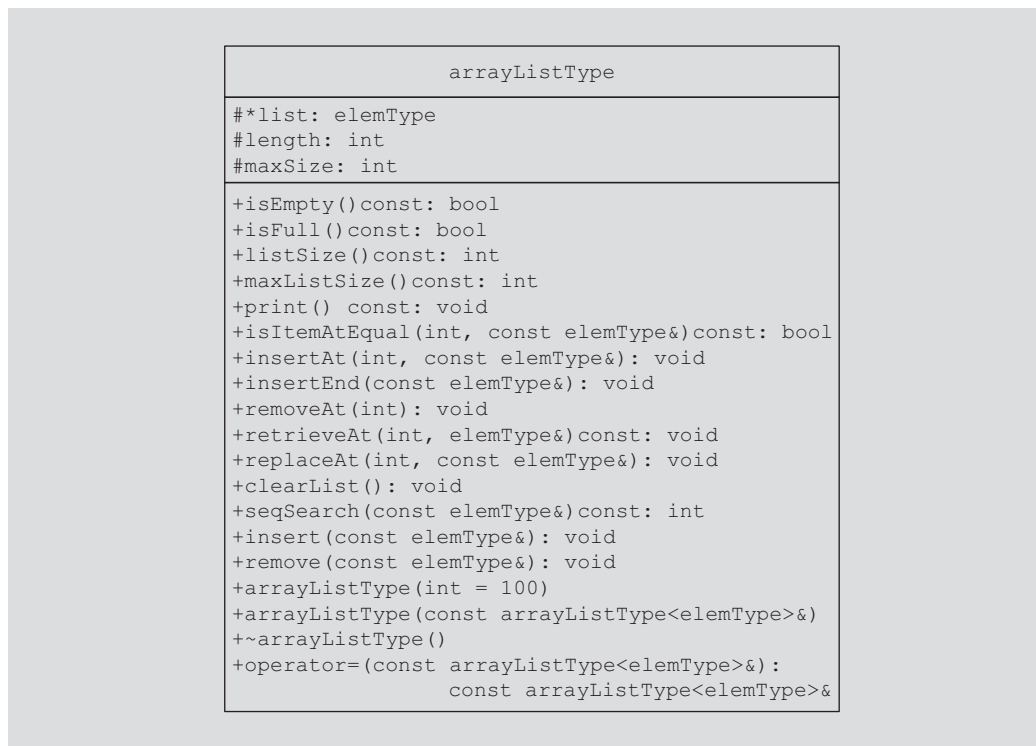 arrayListType
#*list: elemType
#length: int
#maxSize: int
+isEmpty()const: bool
+isFull()const: bool
+listSize()const: int
+maxListSize()const: int
+print() const: void
+isItemAtEqual(int, const elemType&)const: bool
+insertAt(int, const elemType&): void
+insertEnd(const elemType&): void
+removeAt(int): void
+retrieveAt(int, elemType&)const: void
+replaceAt(int, const elemType&): void
+clearList(): void
+seqSearch(const elemType&)const: int
+insert(const elemType&): void
+remove(const elemType&): void
+arrayListType(int = 100)
+arrayListType(const arrayListType<elemType>&)
+~arrayListType()
+operator=(const arrayListType<elemType>&):
const arrayListType<elemType>&